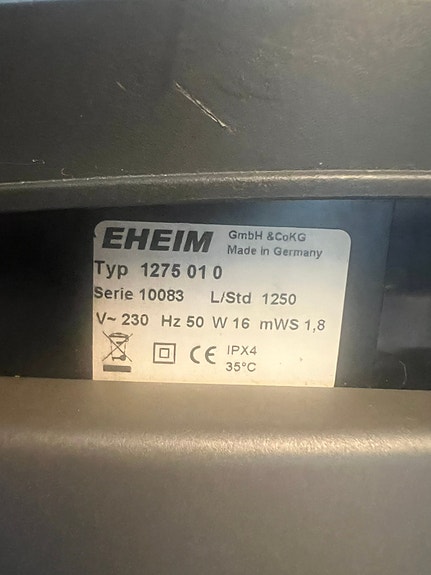 EHEIM GmbH &CoKG
Made in Germany
Typ 1275 01 0
Serie 10083 L/Std 1250
V~ 230 Hz 50 W 16 mWS 1,8
CE IPX4
35°C